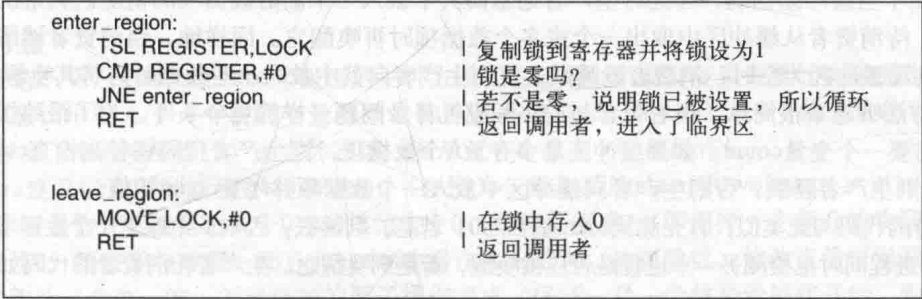 enter_region:
TSL REGISTER,LOCK | 复制锁到寄存器并将锁设为1
CMP REGISTER,#0 | 锁是零吗?
JNE enter_region | 若不是零,说明锁已被设置,所以循环
RET | 返回调用者,进入了临界区
leave_region:
MOVE LOCK,#0 | 在锁中存入0
RET | 返回调用者